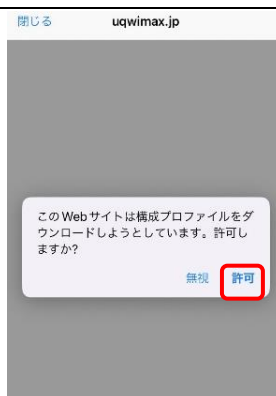 閉じる uqwimax.jp
このWebサイトは構成プロファイルをダ
ウンロードしようとしています。許可し
ますか?
無視 許可